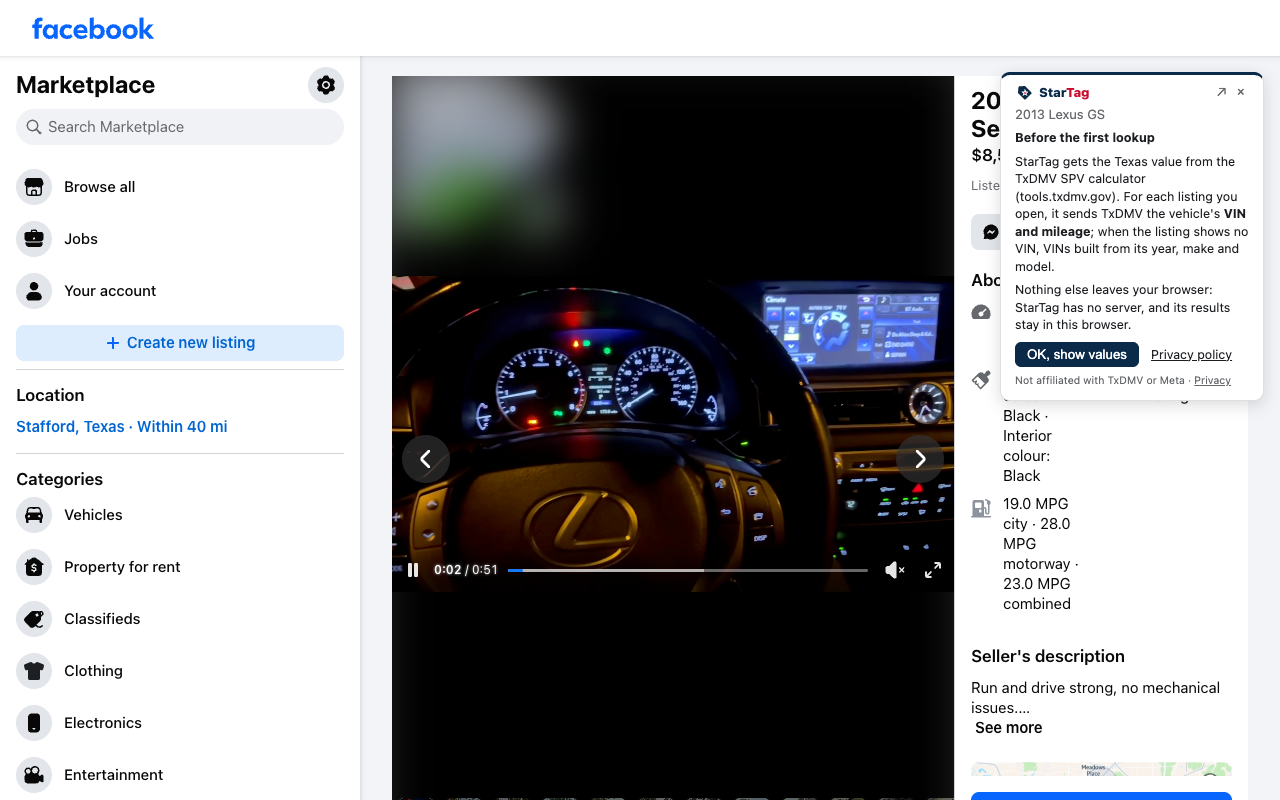 facebook
Marketplace
Search Marketplace
Browse all
Jobs
Your account
Create new listing
Location
Stafford, Texas · Within 40 mi
Categories
Vehicles
Property for rent
Classifieds
Clothing
Electronics
Entertainment
Climate
DISP
0:02 / 0:51
20
Se
$8,5
Liste
Abo
StarTag
2013 Lexus GS
Before the first lookup
StarTag gets the Texas value from the
TxDMV SPV calculator
(tools.txdmv.gov). For each listing you
open, it sends TxDMV the vehicle's VIN
and mileage; when the listing shows no
VIN, VINs built from its year, make and
model.
Nothing else leaves your browser:
StarTag has no server, and its results
stay in this browser.
OK, show values
Privacy policy
Not affiliated with TxDMV or Meta · Privacy
Black ·
Interior
colour:
Black
19.0 MPG
city · 28.0
MPG
motorway ·
23.0 MPG
combined
Seller's description
Run and drive strong, no mechanical
issues....
See more
Meadows
Place